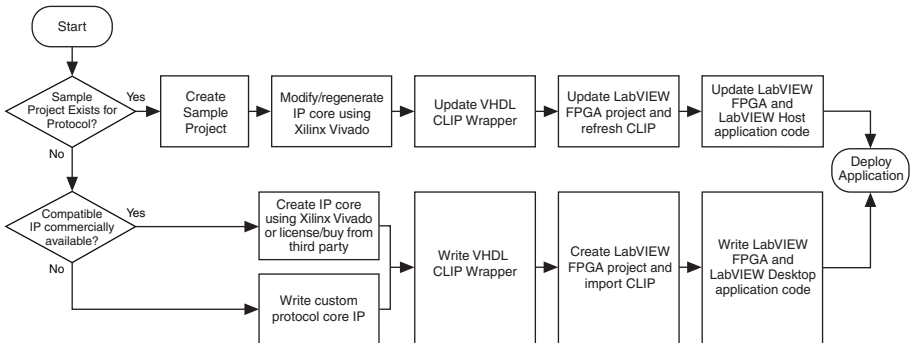 Start
Sample
Project Exists for
Protocol?
Yes
No
Create
Sample
Project
Modify/regenerate
IP core using
Xilinx Vivado
Update VHDL
CLIP Wrapper
Update LabVIEW
FPGA project and
refresh CLIP
Update LabVIEW
FPGA and
LabVIEW Host
application code
Deploy
Application
Compatible
IP commercially
available?
Yes
No
Create IP core
using Xilinx Vivado
or license/buy from
third party
Write custom
protocol core IP
Write VHDL
CLIP Wrapper
Create LabVIEW
FPGA project and
import CLIP
Write LabVIEW
FPGA and
LabVIEW Desktop
application code